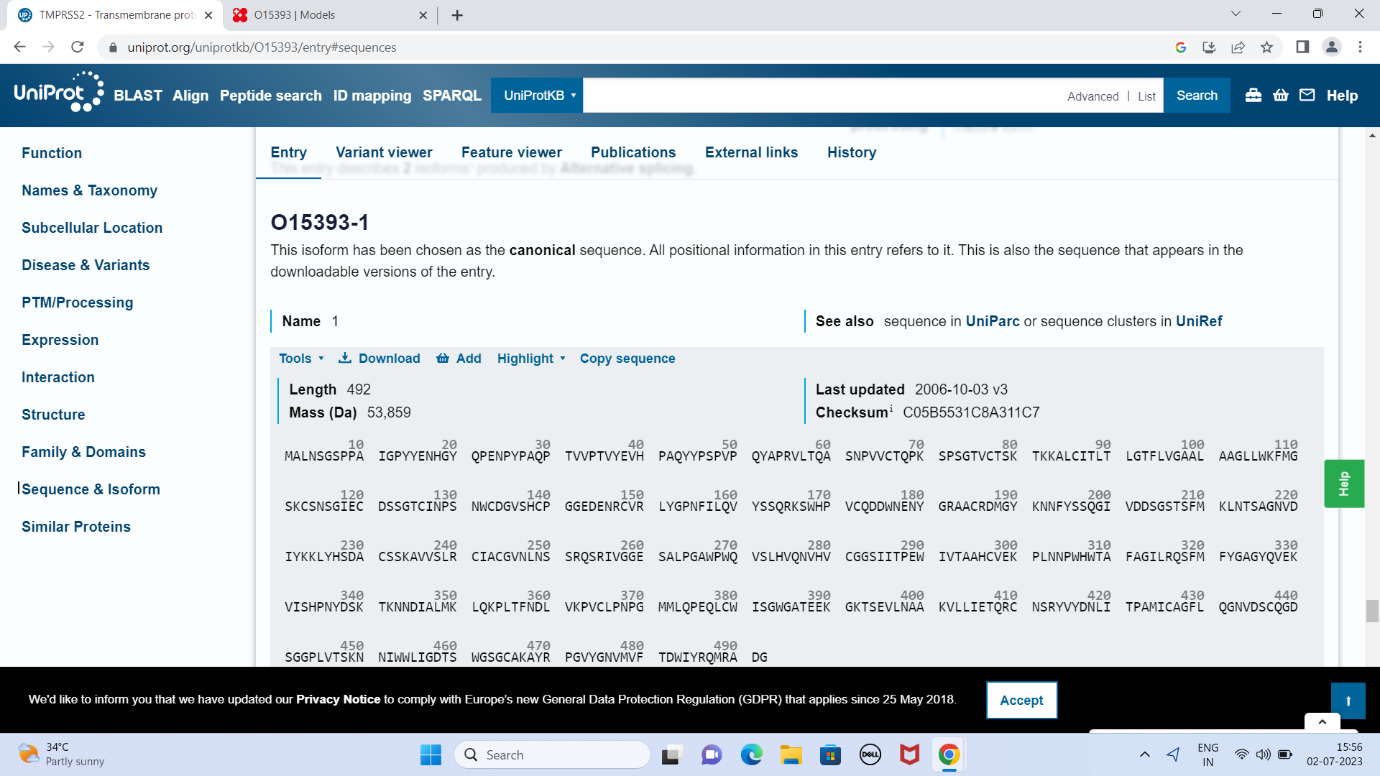 TMPRSS2 - Transmembrane prot
O15393 | Models
uniprot.org/uniprotkb/O15393/entry#sequences
UniProt BLAST Align Peptide search ID mapping SPARQL UniProtKB Advanced | List Search Help
Function
Names & Taxonomy
Subcellular Location
Disease & Variants
PTM/Processing
Expression
Interaction
Structure
Family & Domains
Sequence & Isoform
Similar Proteins
Entry Variant viewer Feature viewer Publications External links History
This entry describes 2 isoforms produced by Alternative splicing.
O15393-1
This isoform has been chosen as the canonical sequence. All positional information in this entry refers to it. This is also the sequence that appears in the
downloadable versions of the entry.
Name 1
See also sequence in UniParc or sequence clusters in UniRef
Tools Download Add Highlight Copy sequence
Length 492
Mass (Da) 53,859
Last updated 2006-10-03 v3
Checksumi C05B5531C8A311C7
10 20 30 40 50 60 70 80 90 100 110
MALNSGSPPA IGPYYENHGY QPENPYPAQP TVVPTVYEVH PAQYYPSPVP QYAPRVLTQA SNPVVCTQPK SPSGTVCTSK TKKALCITLT LGTFLVGAAL AAGLLWKFMG
120 130 140 150 160 170 180 190 200 210 220
SKCSNSGIEC DSSGTCINPS NWCDGVSHCP GGEDENRCVR LYGPNFILQV YSSQRKSWHP VCQDDWNENY GRAACRDMGY KNNFYSSQGI VDDSGSTSFM KLNTSAGNVD
230 240 250 260 270 280 290 300 310 320 330
IYKKLYHSDA CSSKAVVSLR CIACGVNLNS SRQSRIVGGE SALPGAWPWQ VSLHVQNVHV CGGSIITPEW IVTAAHCVEK PLNNPWHWTA FAGILRQSFM FYGAGYQVEK
340 350 360 370 380 390 400 410 420 430 440
VISHPNYDSK TKNNDIALMK LQKPLTFNDL VKPVCLPNPG MMLQPEQLCW ISGWGATEEK GKTSEVLNAA KVLLIETQRC NSRYVYDNLI TPAMICAGFL QGNVDSCQGD
450 460 470 480 490
SGGPLVTSKN NIWWLIGDTS WGSGCAKAYR PGVYGNVMVF TDWIYRQMRA DG
Help
We'd like to inform you that we have updated our Privacy Notice to comply with Europe's new General Data Protection Regulation (GDPR) that applies since 25 May 2018. Accept
34°C
Partly sunny
Search
DELL
ENG
IN
15:56
02-07-2023